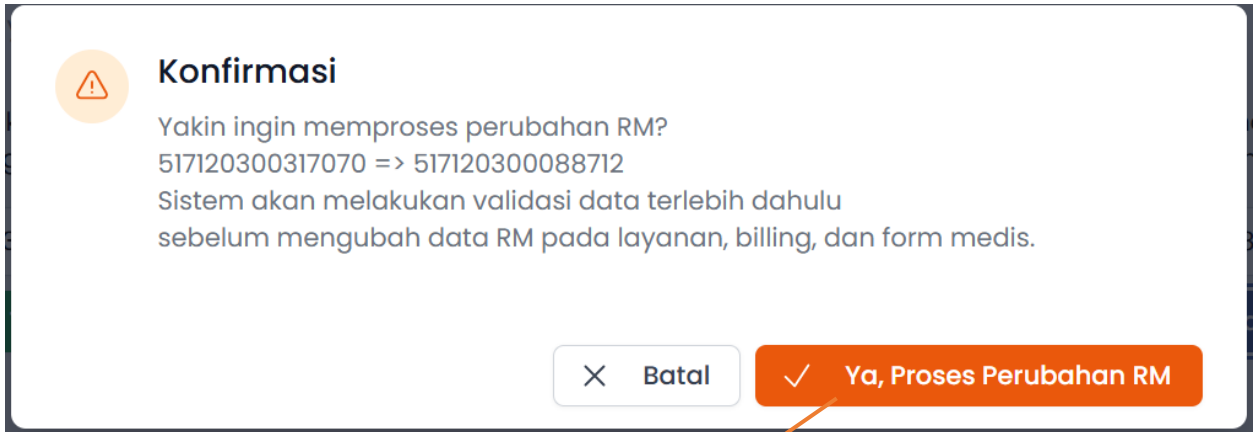 Konfirmasi
Yakin ingin memproses perubahan RM?
517120300317070 => 517120300088712
Sistem akan melakukan validasi data terlebih dahulu
sebelum mengubah data RM pada layanan, billing, dan form medis.
Batal
Ya, Proses Perubahan RM